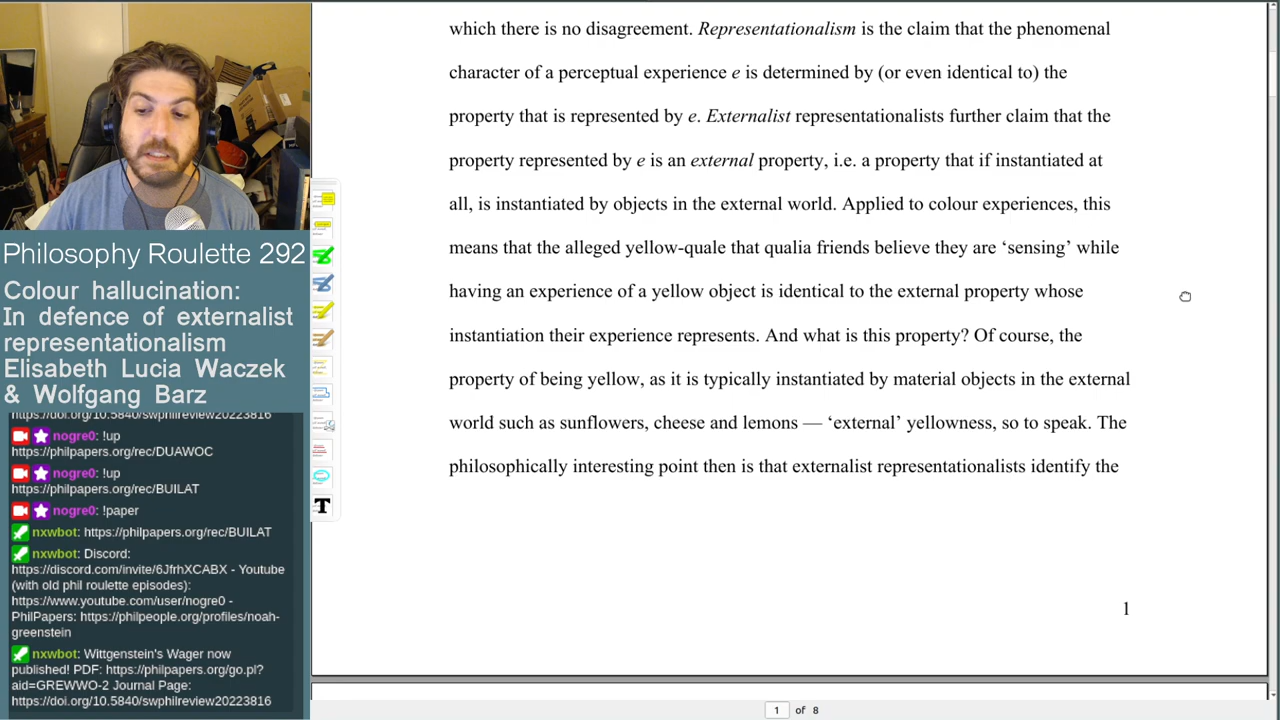 Philosophy Roulette 292
Colour hallucination:
In defence of externalist
representationalism
Elisabeth Lucia Waczek
& Wolfgang Barz
https://doi.org/10.5840/swphilreview20223816
nogre0: !up
https://philpapers.org/rec/DUAWOC
nogre0: !up
https://philpapers.org/rec/BUILAT
nogre0: !paper
nxwbot: https://philpapers.org/rec/BUILAT
nxwbot: Discord:
https://discord.com/invite/6JfrhXCABX - Youtube
(with old phil roulette episodes):
https://www.youtube.com/user/nogre0 -
PhilPapers: https://philpeople.org/profiles/noah-
greenstein
nxwbot: Wittgenstein's Wager now
published! PDF: https://philpapers.org/go.pl?
aid=GREWWO-2 Journal Page:
https://doi.org/10.5840/swphilreview20223816
which there is no disagreement. Representationalism is the claim that the phenomenal
character of a perceptual experience e is determined by (or even identical to) the
property that is represented by e. Externalist representationalists further claim that the
property represented by e is an external property, i.e. a property that if instantiated at
all, is instantiated by objects in the external world. Applied to colour experiences, this
means that the alleged yellow-quale that qualia friends believe they are ‘sensing’ while
having an experience of a yellow object is identical to the external property whose
instantiation their experience represents. And what is this property? Of course, the
property of being yellow, as it is typically instantiated by material objects in the external
world such as sunflowers, cheese and lemons — ‘external’ yellowness, so to speak. The
philosophically interesting point then is that externalist representationalists identify the
1
T
1 of 8